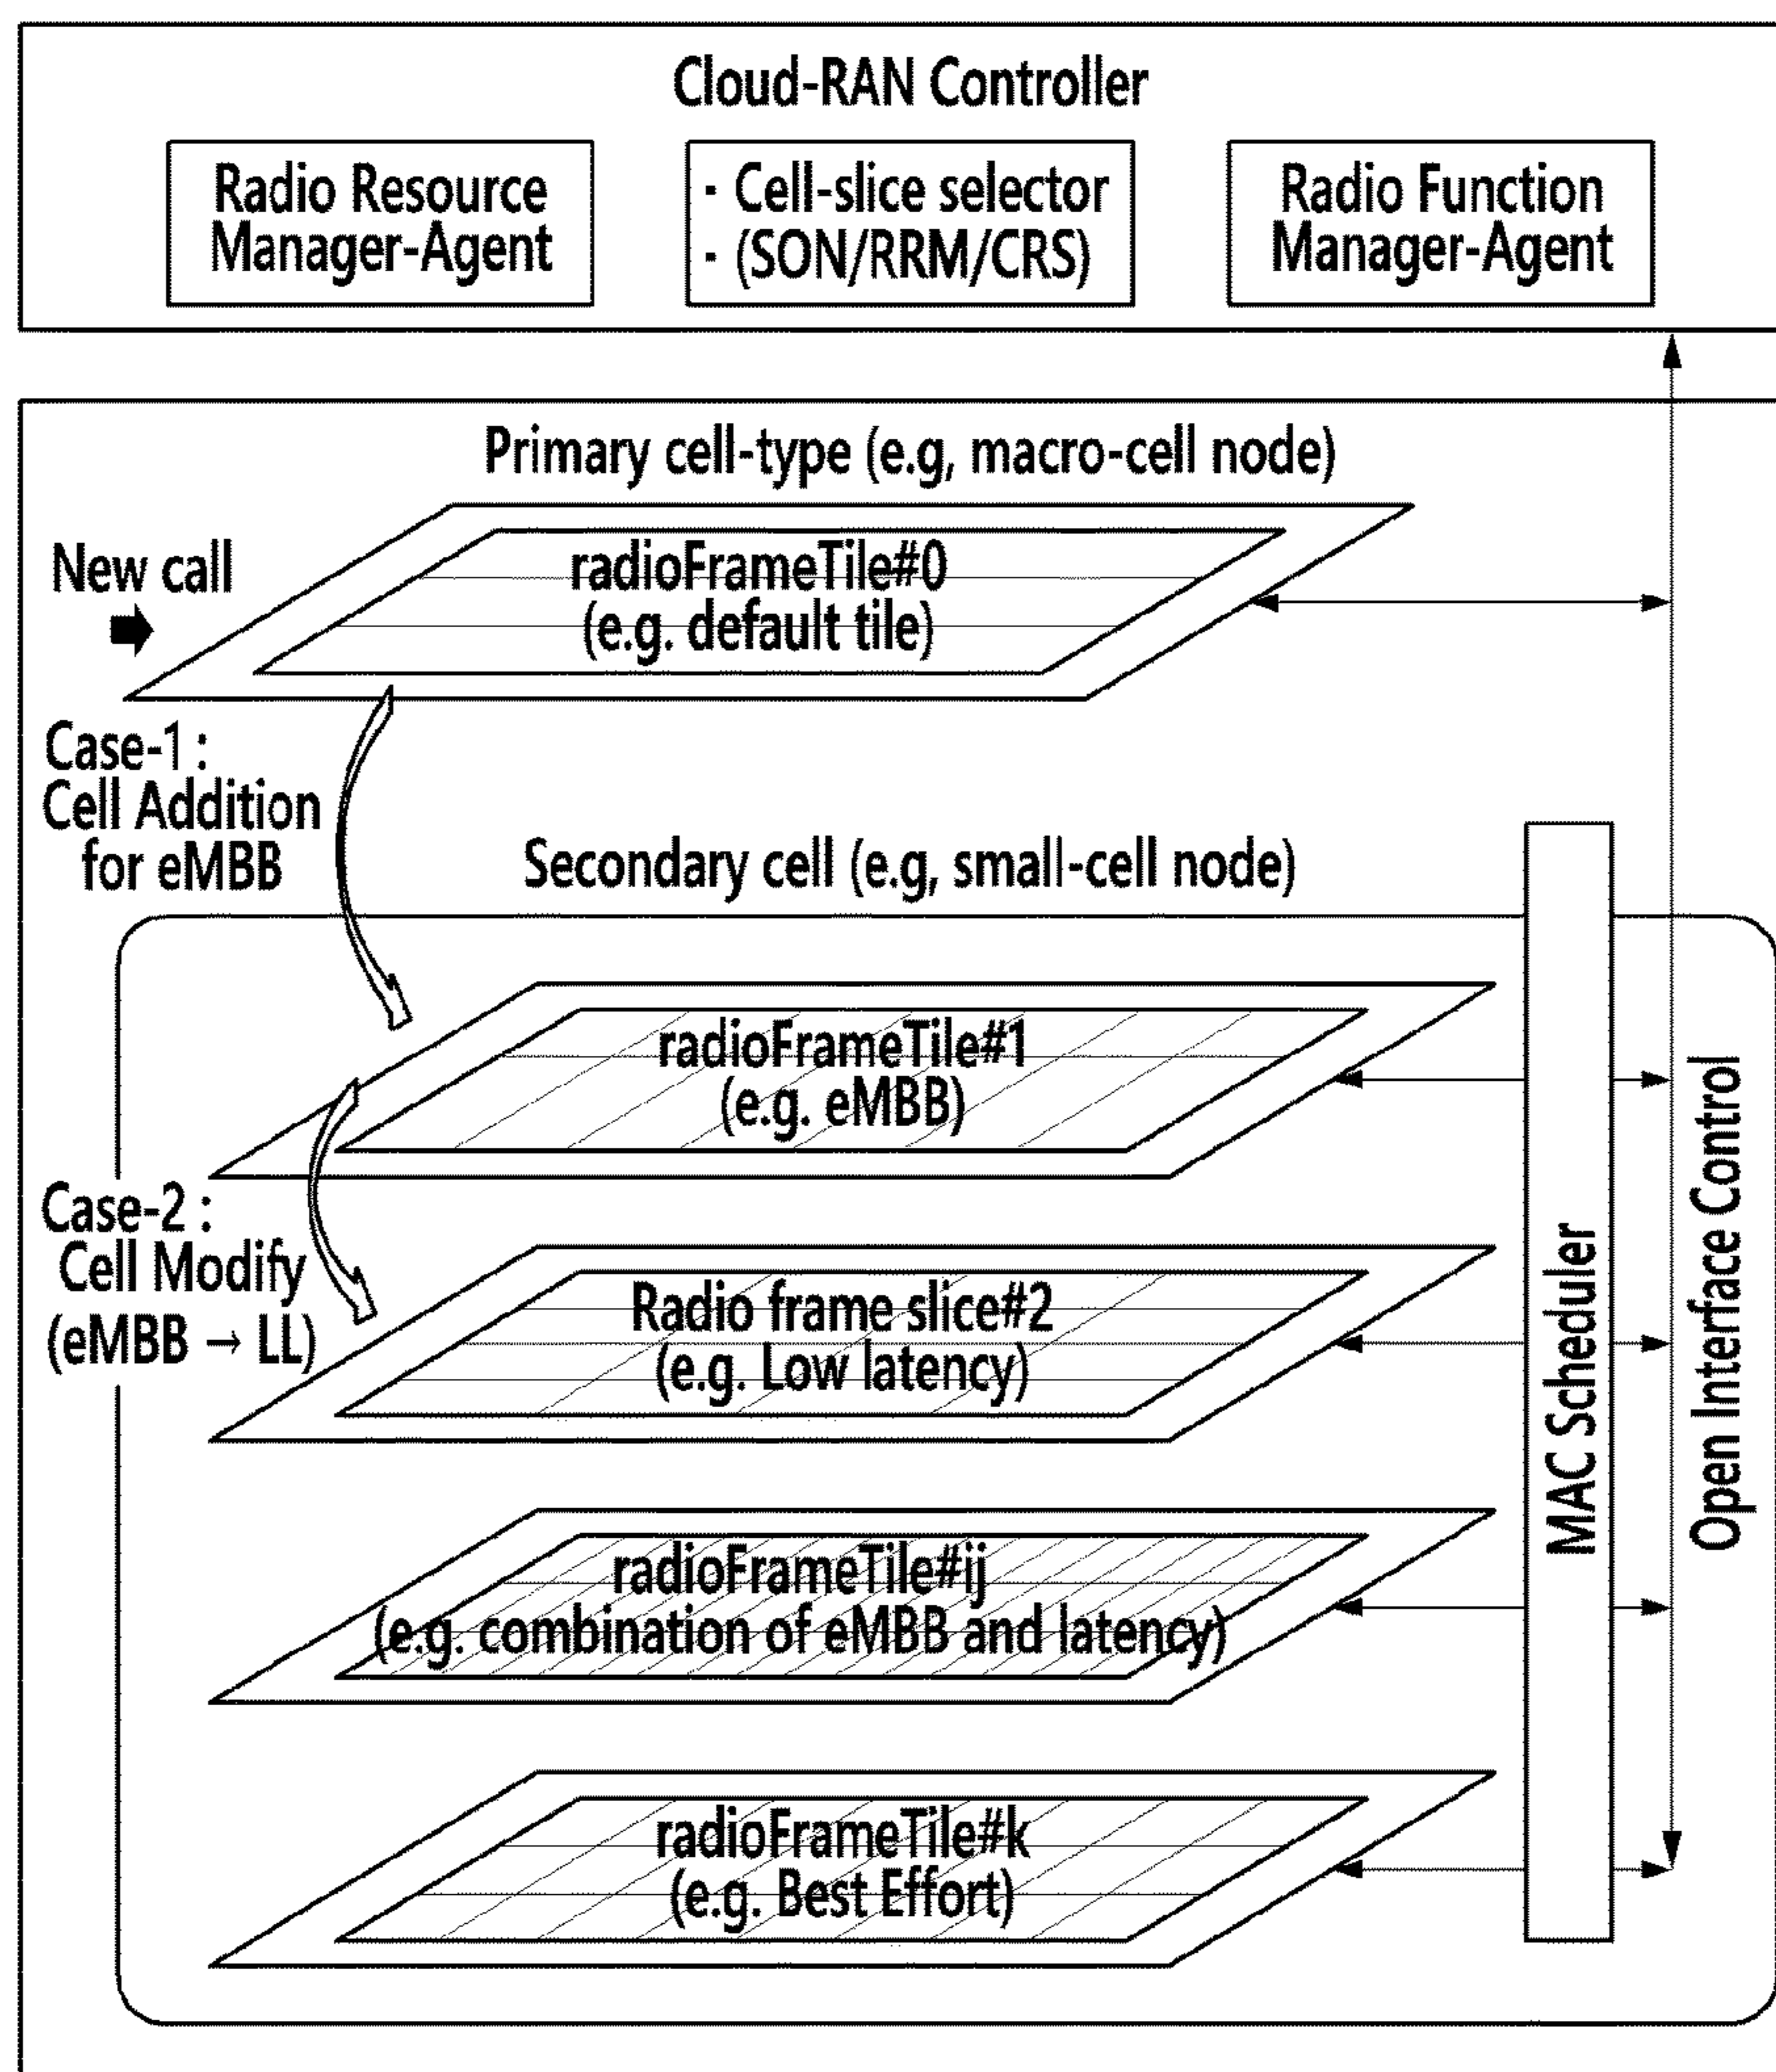 Cloud-RAN Controller
Radio Resource
Manager-Agent
- Cell-slice selector
- (SON/RRM/CRS)
Radio Function
Manager-Agent
Primary cell-type (e.g, macro-cell node)
New call
radioFrameTile#0
(e.g. default tile)
Case-1 :
Cell Addition
for eMBB
Secondary cell (e.g, small-cell node)
radioFrameTile#1
(e.g. eMBB)
Case-2 :
Cell Modify
(eMBB → LL)
Radio frame slice#2
(e.g. Low latency)
radioFrameTile#ij
(e.g. combination of eMBB and latency)
radioFrameTile#k
(e.g. Best Effort)
MAC Scheduler
Open Interface Control